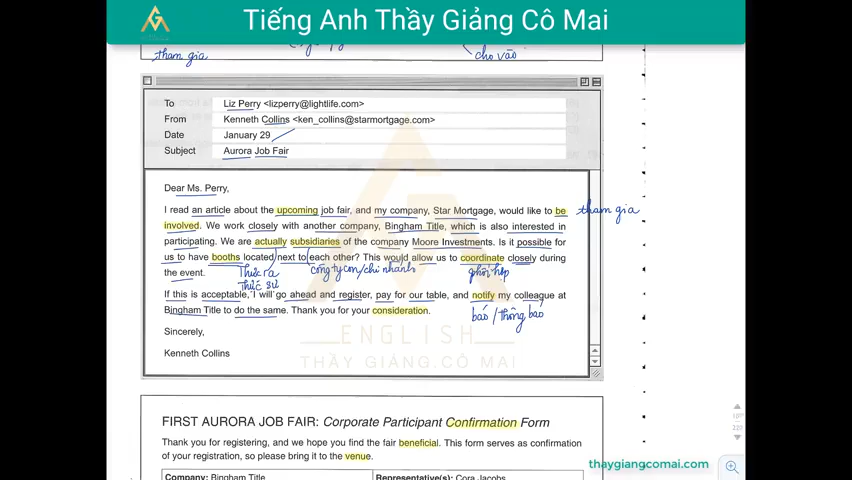 Tiếng Anh Thầy Giảng Cô Mai
tham gia
cho vào
To Liz Perry <lizperry@lightlife.com>
From Kenneth Collins <ken_collins@starmortgage.com>
Date January 29
Subject Aurora Job Fair
Dear Ms. Perry,
I read an article about the upcoming job fair, and my company, Star Mortgage, would like to be tham gia
involved. We work closely with another company, Bingham Title, which is also interested in
participating. We are actually subsidiaries of the company Moore Investments. Is it possible for
us to have booths located next to each other? This would allow us to coordinate closely during
the event. Thức ra công ty con/chi nhánh phối hợp
thức sự
If this is acceptable, I will go ahead and register, pay for our table, and notify my colleague at
Bingham Title to do the same. Thank you for your consideration. báo / thông báo
Sincerely,
ENGLISH
Kenneth Collins
THẦY GIẢNG.CÔ MAI
FIRST AURORA JOB FAIR: Corporate Participant Confirmation Form
Thank you for registering, and we hope you find the fair beneficial. This form serves as confirmation
of your registration, so please bring it to the venue.
thaygiangcomai.com
Company: Bingham Title Representative(s): Cora Jacobs